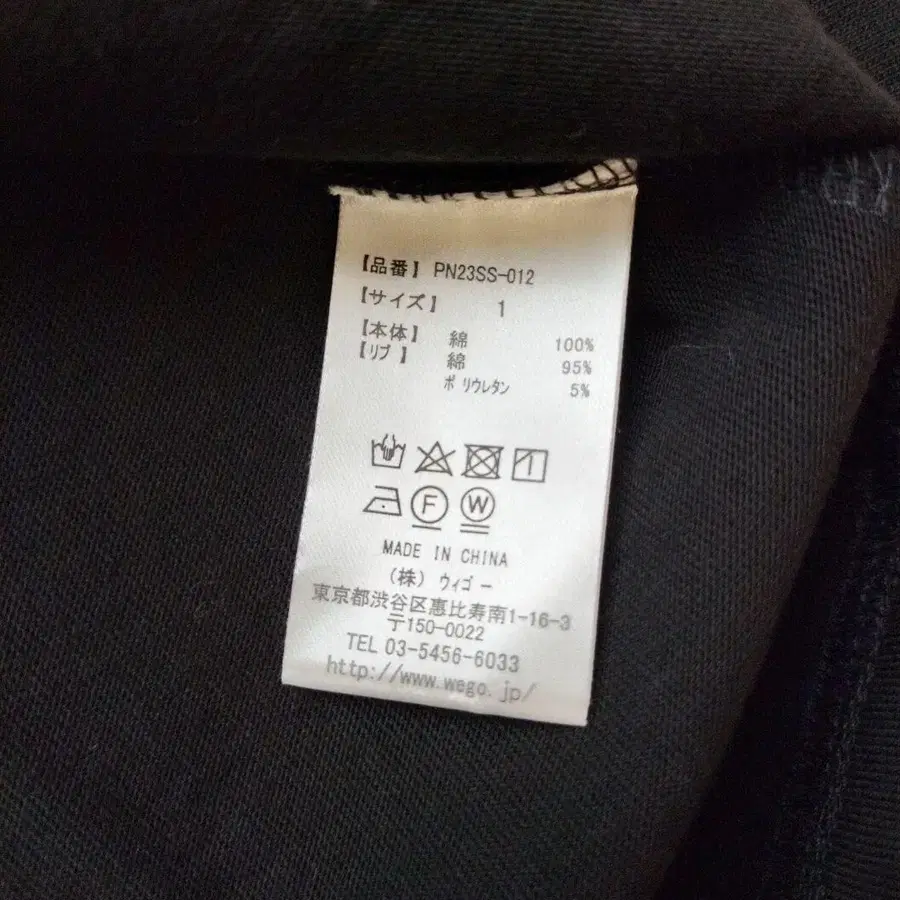 【品番】 PN23SS-012
【サイズ】 1
【本体】 綿 100%
【リブ】 綿 95%
ポリウレタン 5%
F W
MADE IN CHINA
(株) ウィゴー
東京都渋谷区恵比寿南1-16-3
〒150-0022
TEL 03-5456-6033
http://www.wego.jp/